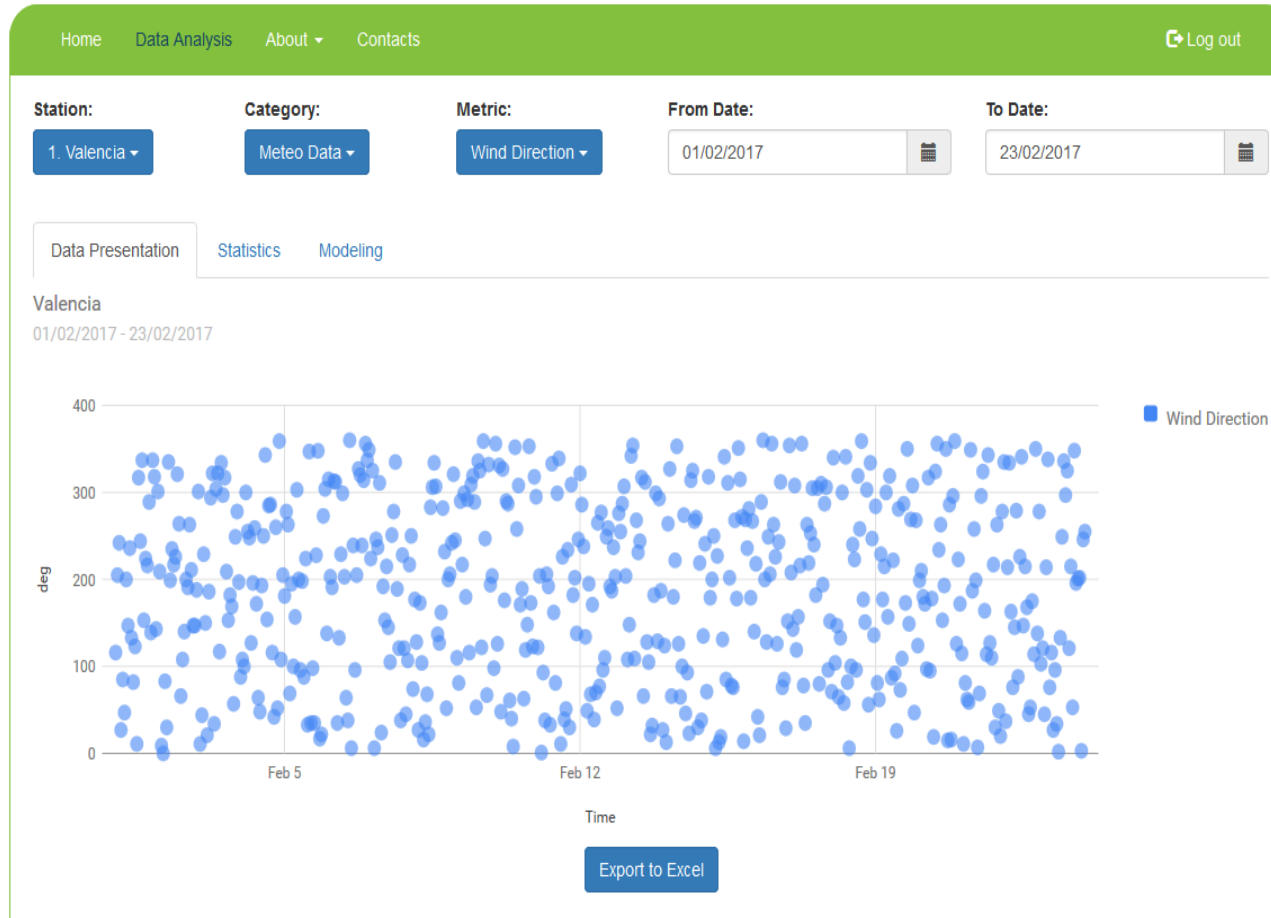 Home Data Analysis About Contacts Log out
Station: Category: Metric: From Date: To Date:
1. Valencia Meteo Data Wind Direction 01/02/2017 23/02/2017
Data Presentation Statistics Modeling
Valencia
01/02/2017 - 23/02/2017
400
Wind Direction
300
200
deg
100
0
Feb 5 Feb 12 Feb 19
Time
Export to Excel